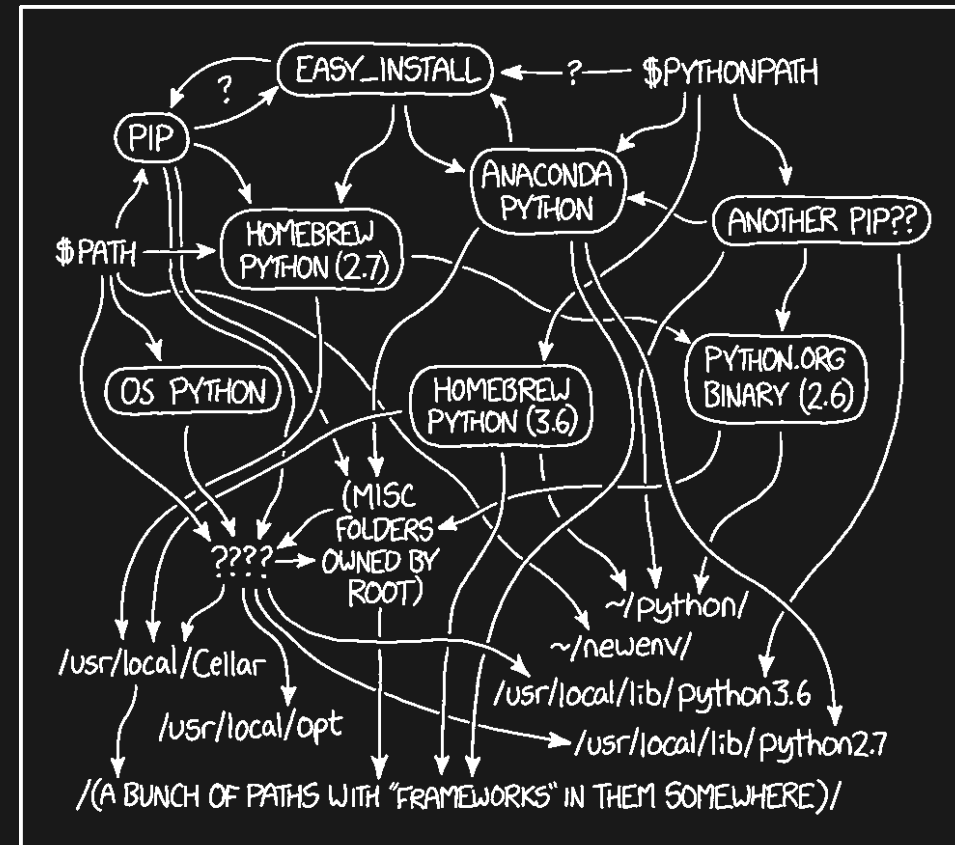 EASY_INSTALL
?
$PYTHONPATH
?
PIP
ANACONDA
PYTHON
ANOTHER PIP??
HOMEBREW
PYTHON (2.7)
$PATH
OS PYTHON
HOMEBREW
PYTHON (3.6)
PYTHON.ORG
BINARY (2.6)
(MISC
FOLDERS
OWNED BY
ROOT)
????
~/python/
~/newenv/
/usr/local/Cellar
/usr/local/lib/python3.6
/usr/local/opt
/usr/local/lib/python2.7
/(A BUNCH OF PATHS WITH "FRAMEWORKS" IN THEM SOMEWHERE)/